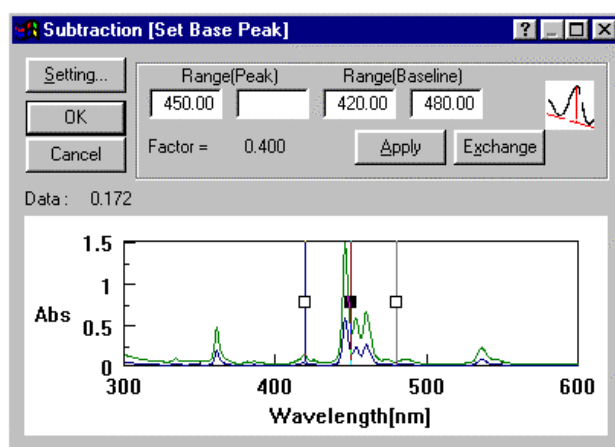 Subtraction [Set Base Peak]
Setting...
OK
Cancel
Range(Peak) Range(Baseline)
450.00 420.00 480.00
Factor = 0.400 Apply Exchange
Data : 0.172
1.5
1
Abs 0.5
0
300 400 500 600
Wavelength[nm]